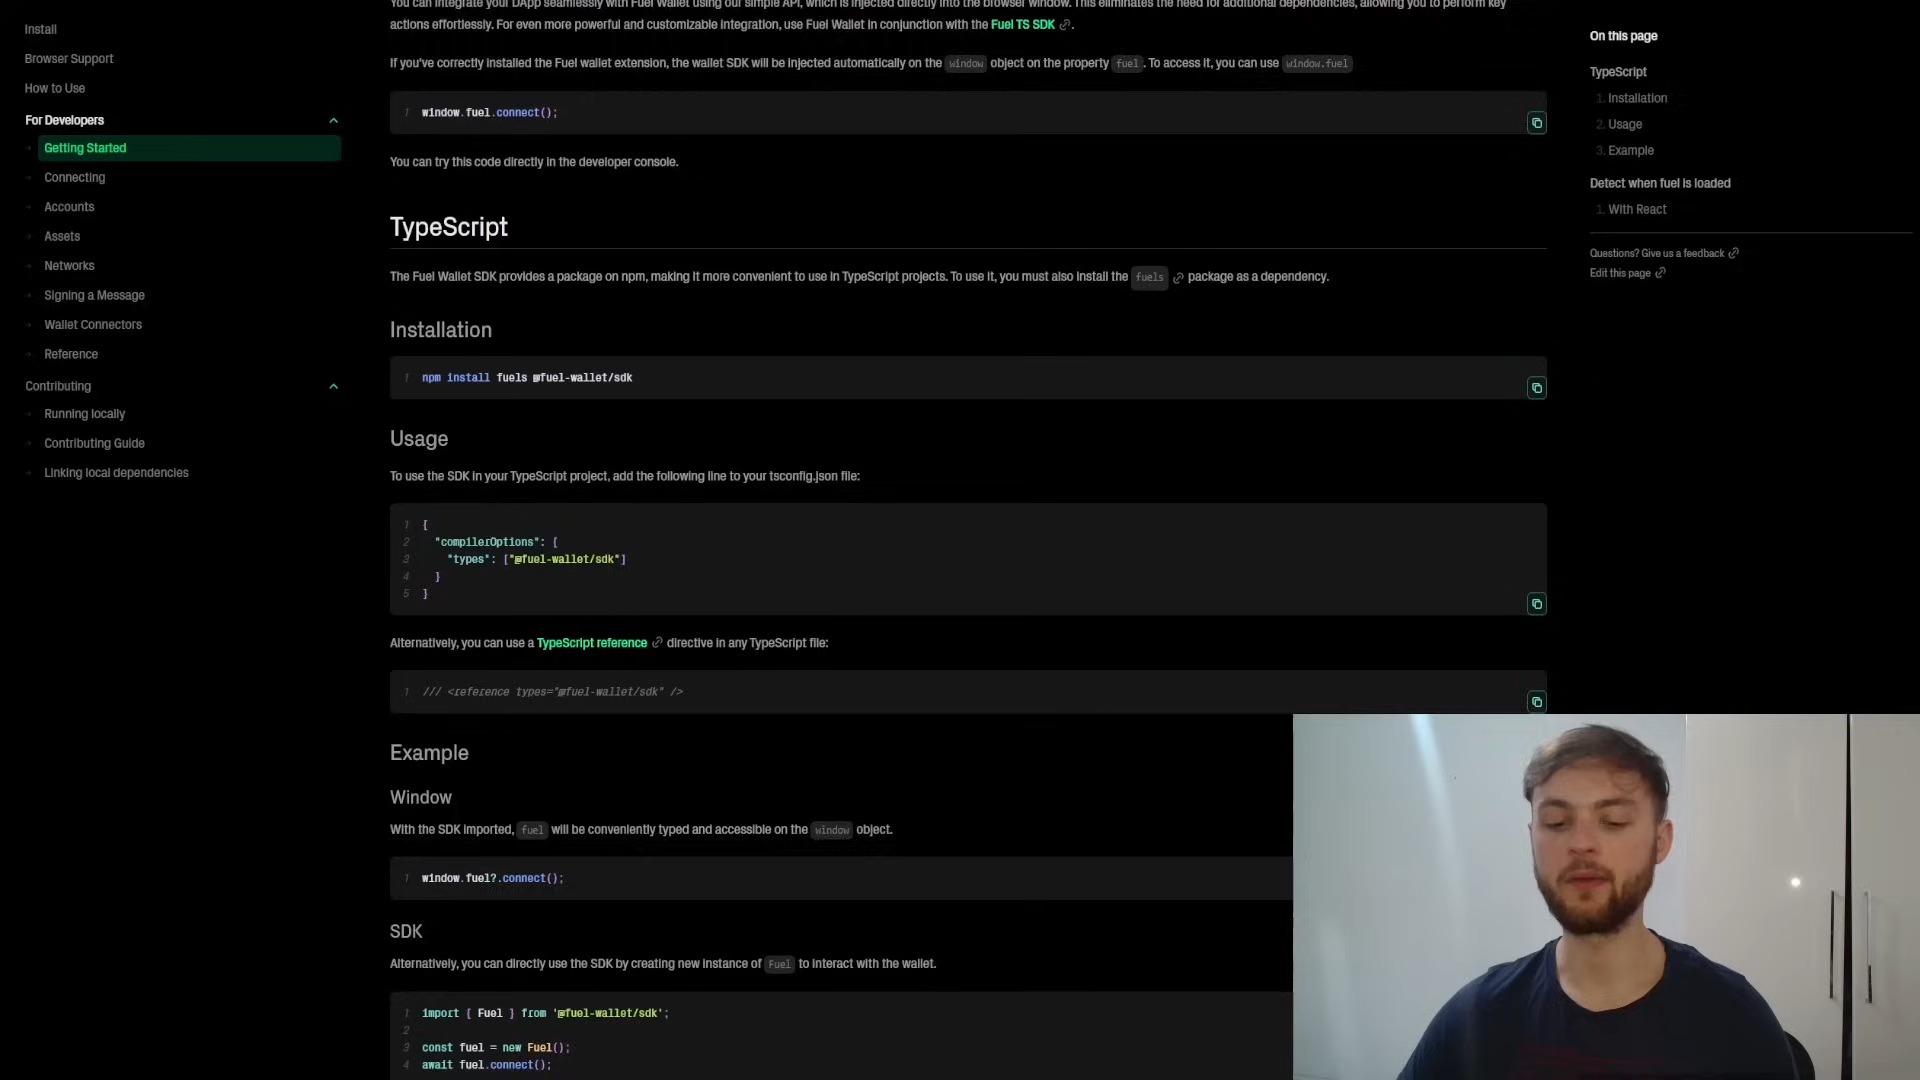 Install
Browser Support
How to Use
For Developers
Getting Started
Connecting
Accounts
Assets
Networks
Signing a Message
Wallet Connectors
Reference
Contributing
Running locally
Contributing Guide
Linking local dependencies
You can integrate your DApp seamlessly with Fuel Wallet using our simple API, which is injected directly into the browser window. This eliminates the need for additional dependencies, allowing you to perform key
actions effortlessly. For even more powerful and customizable integration, use Fuel Wallet in conjunction with the Fuel TS SDK.
If you've correctly installed the Fuel wallet extension, the wallet SDK will be injected automatically on the window object on the property fuel. To access it, you can use window.fuel
1 window.fuel.connect();
You can try this code directly in the developer console.
TypeScript
The Fuel Wallet SDK provides a package on npm, making it more convenient to use in TypeScript projects. To use it, you must also install the fuels package as a dependency.
Installation
1 npm install fuels @fuel-wallet/sdk
Usage
To use the SDK in your TypeScript project, add the following line to your tsconfig.json file:
1 {
2 "compilerOptions": {
3 "types": ["@fuel-wallet/sdk"]
4 }
5 }
Alternatively, you can use a TypeScript reference directive in any TypeScript file:
1 /// <reference types="@fuel-wallet/sdk" />
Example
Window
With the SDK imported, fuel will be conveniently typed and accessible on the window object.
1 window.fuel?.connect();
SDK
Alternatively, you can directly use the SDK by creating new instance of Fuel to interact with the wallet.
1 import { Fuel } from '@fuel-wallet/sdk';
2
3 const fuel = new Fuel();
4 await fuel.connect();
On this page
TypeScript
1. Installation
2. Usage
3. Example
Detect when fuel is loaded
1. With React
Questions? Give us a feedback
Edit this page